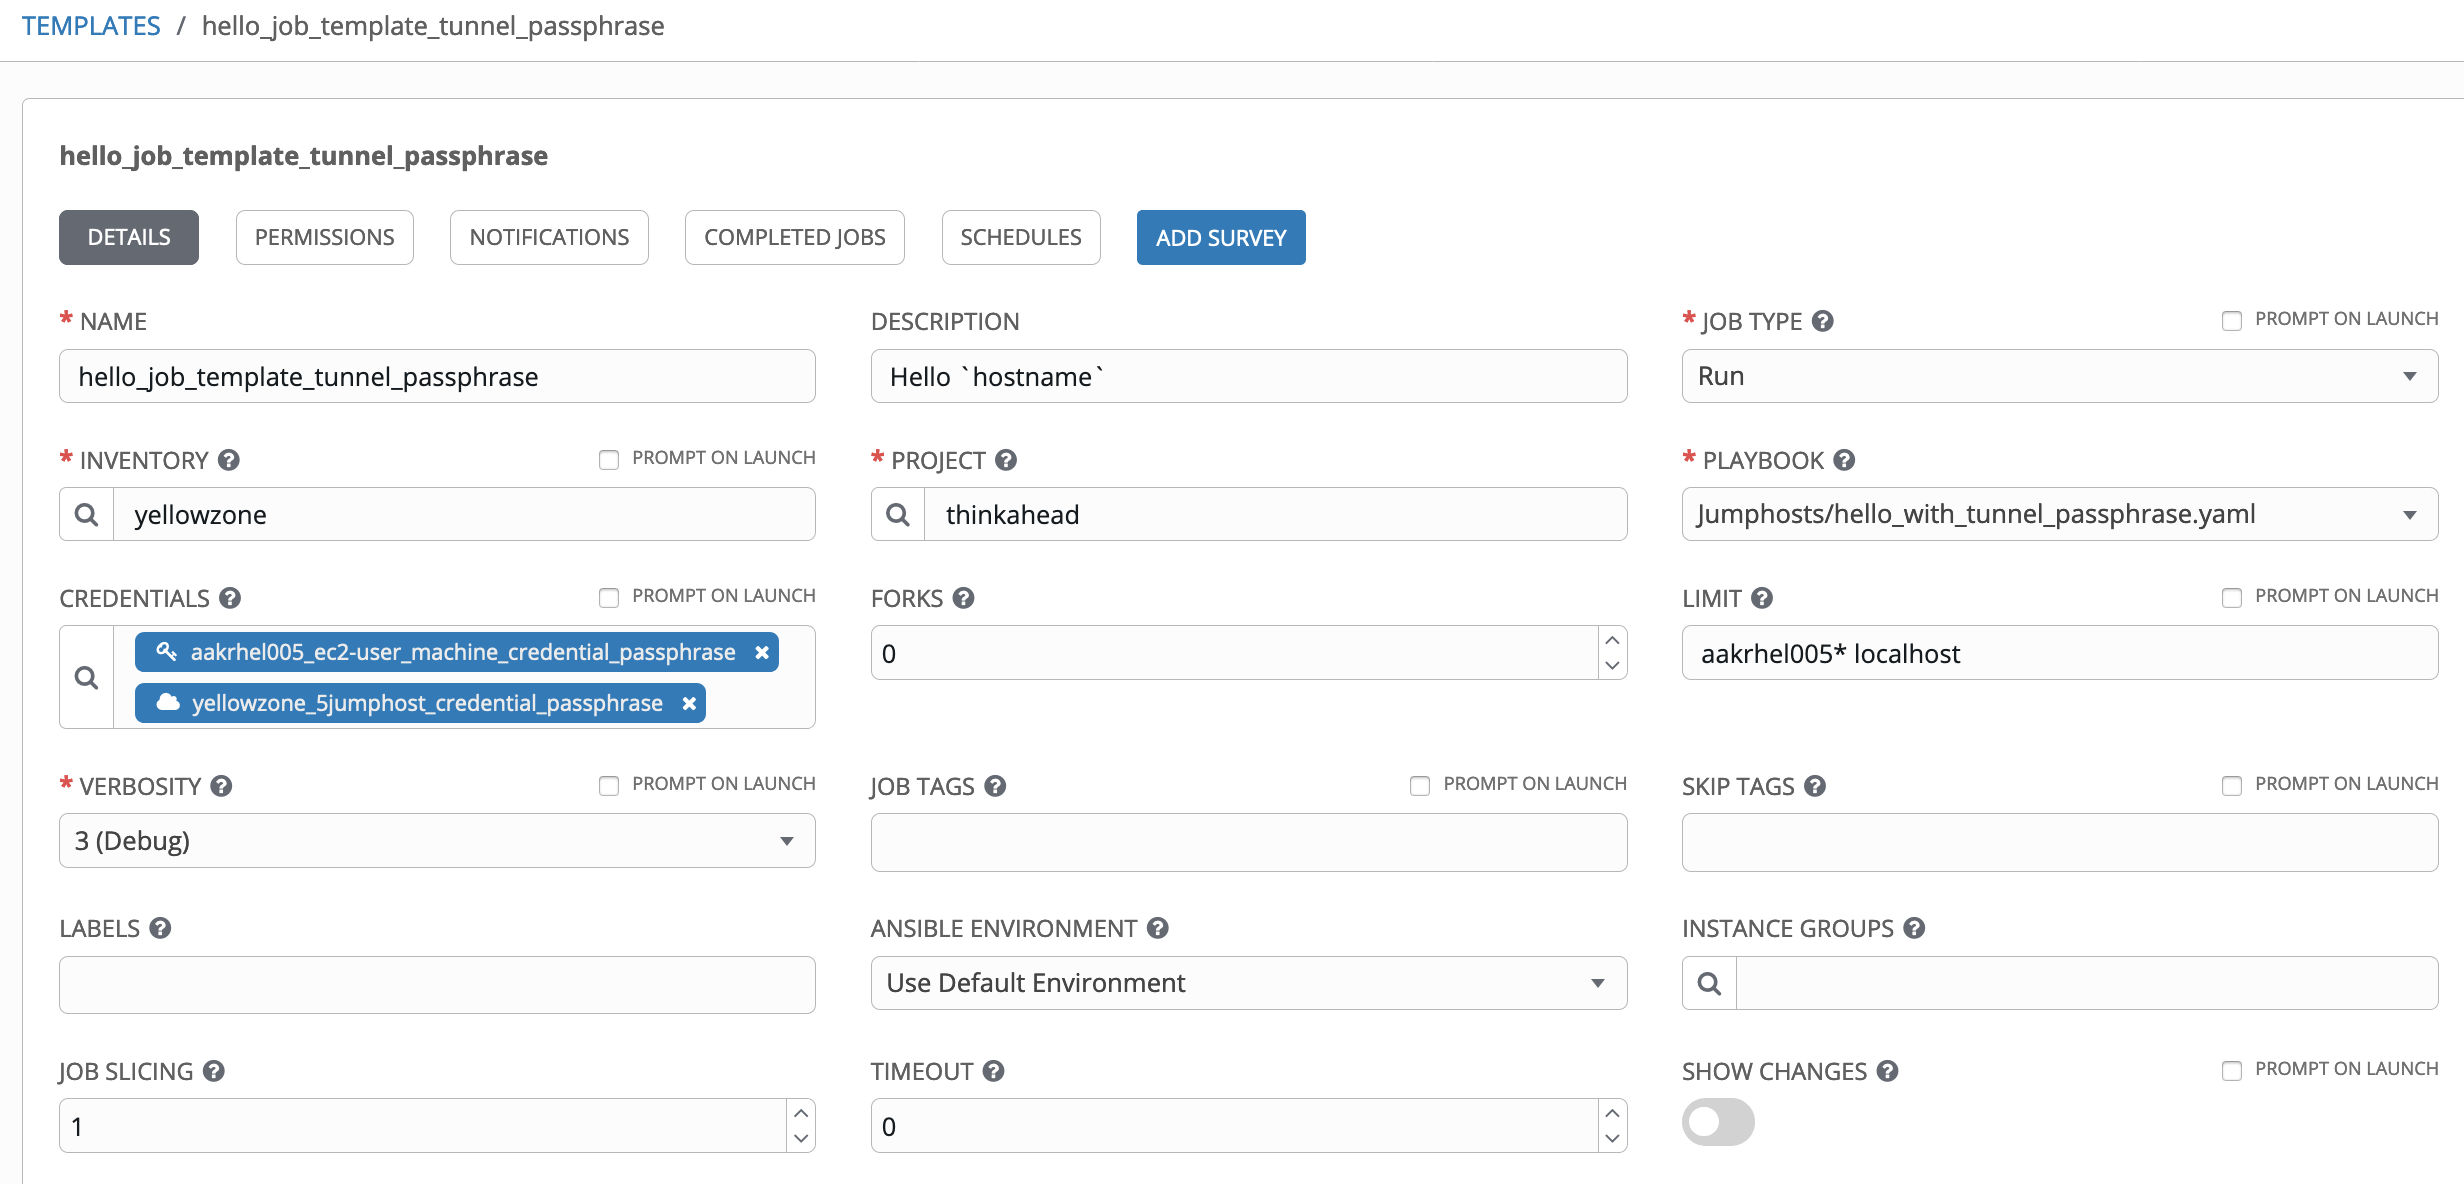 TEMPLATES / hello_job_template_tunnel_passphrase
hello_job_template_tunnel_passphrase
DETAILS PERMISSIONS NOTIFICATIONS COMPLETED JOBS SCHEDULES ADD SURVEY
* NAME DESCRIPTION * JOB TYPE ? PROMPT ON LAUNCH
hello_job_template_tunnel_passphrase Hello `hostname` Run
* INVENTORY ? PROMPT ON LAUNCH * PROJECT ? * PLAYBOOK ?
yellowzone thinkahead Jumphosts/hello_with_tunnel_passphrase.yaml
CREDENTIALS ? PROMPT ON LAUNCH FORKS ? LIMIT ? PROMPT ON LAUNCH
aakrhel005_ec2-user_machine_credential_passphrase 0 aakrhel005* localhost
yellowzone_5jumphost_credential_passphrase
* VERBOSITY ? PROMPT ON LAUNCH JOB TAGS ? PROMPT ON LAUNCH SKIP TAGS ? PROMPT ON LAUNCH
3 (Debug)
LABELS ? ANSIBLE ENVIRONMENT ? INSTANCE GROUPS ?
Use Default Environment
JOB SLICING ? TIMEOUT ? SHOW CHANGES ? PROMPT ON LAUNCH
1 0